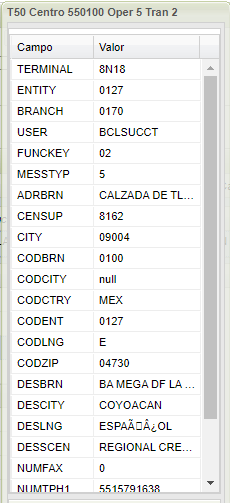 T50 Centro 550100 Oper 5 Tran 2
Campo Valor
TERMINAL 8N18
ENTITY 0127
BRANCH 0170
USER BCLSUCCT
FUNCKEY 02
MESSTYP 5
ADRBRN CALZADA DE TL...
CENSUP 8162
CITY 09004
CODBRN 0100
CODCITY null
CODCTRY MEX
CODENT 0127
CODLNG E
CODZIP 04730
DESBRN BA MEGA DF LA ...
DESCITY COYOACAN
DESLNG ESPAÃ▯Â¿OL
DESSCEN REGIONAL CRE...
NUMFAX 0
NUMTPH1 5515791638